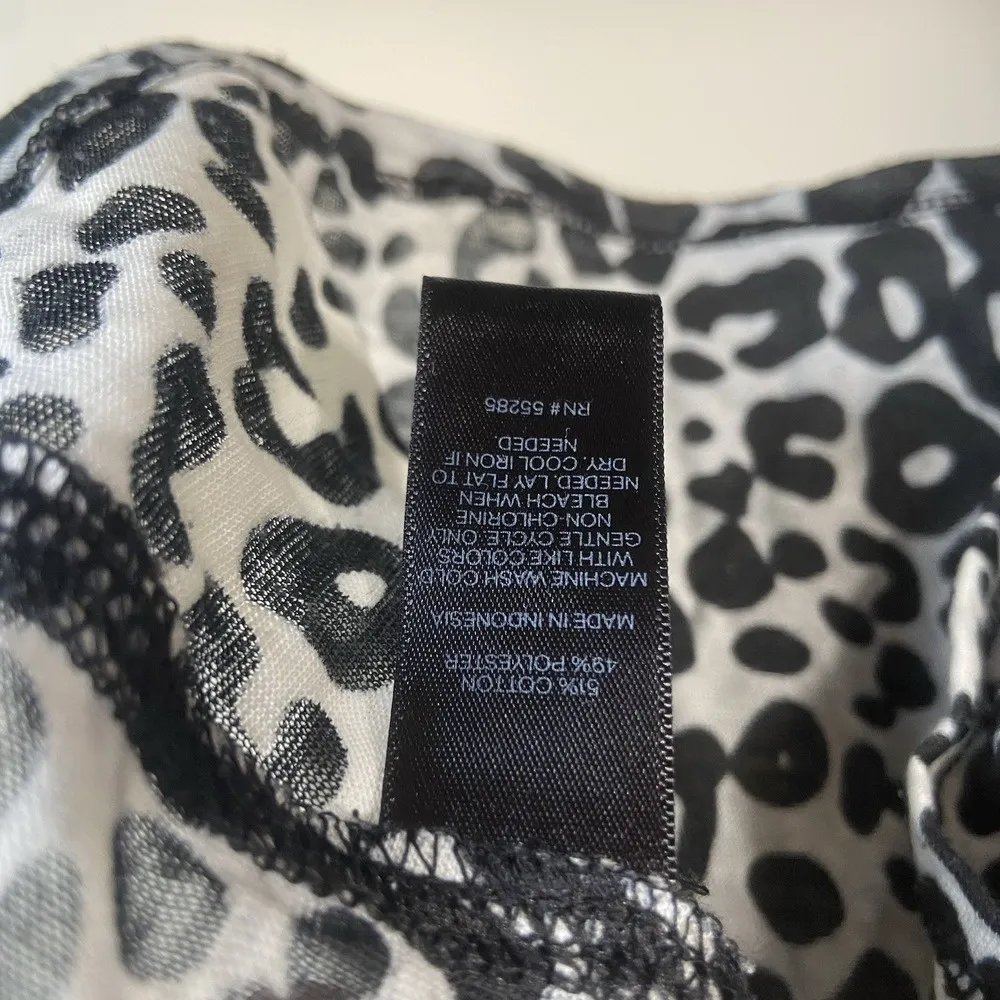 51% COTTON
49% POLYESTER
MADE IN INDONESIA
MACHINE WASH COLD
WITH LIKE COLORS
GENTLE CYCLE. ONLY
NON-CHLORINE
BLEACH WHEN
NEEDED. LAY FLAT TO
DRY. COOL IRON IF
NEEDED
RN # 55285